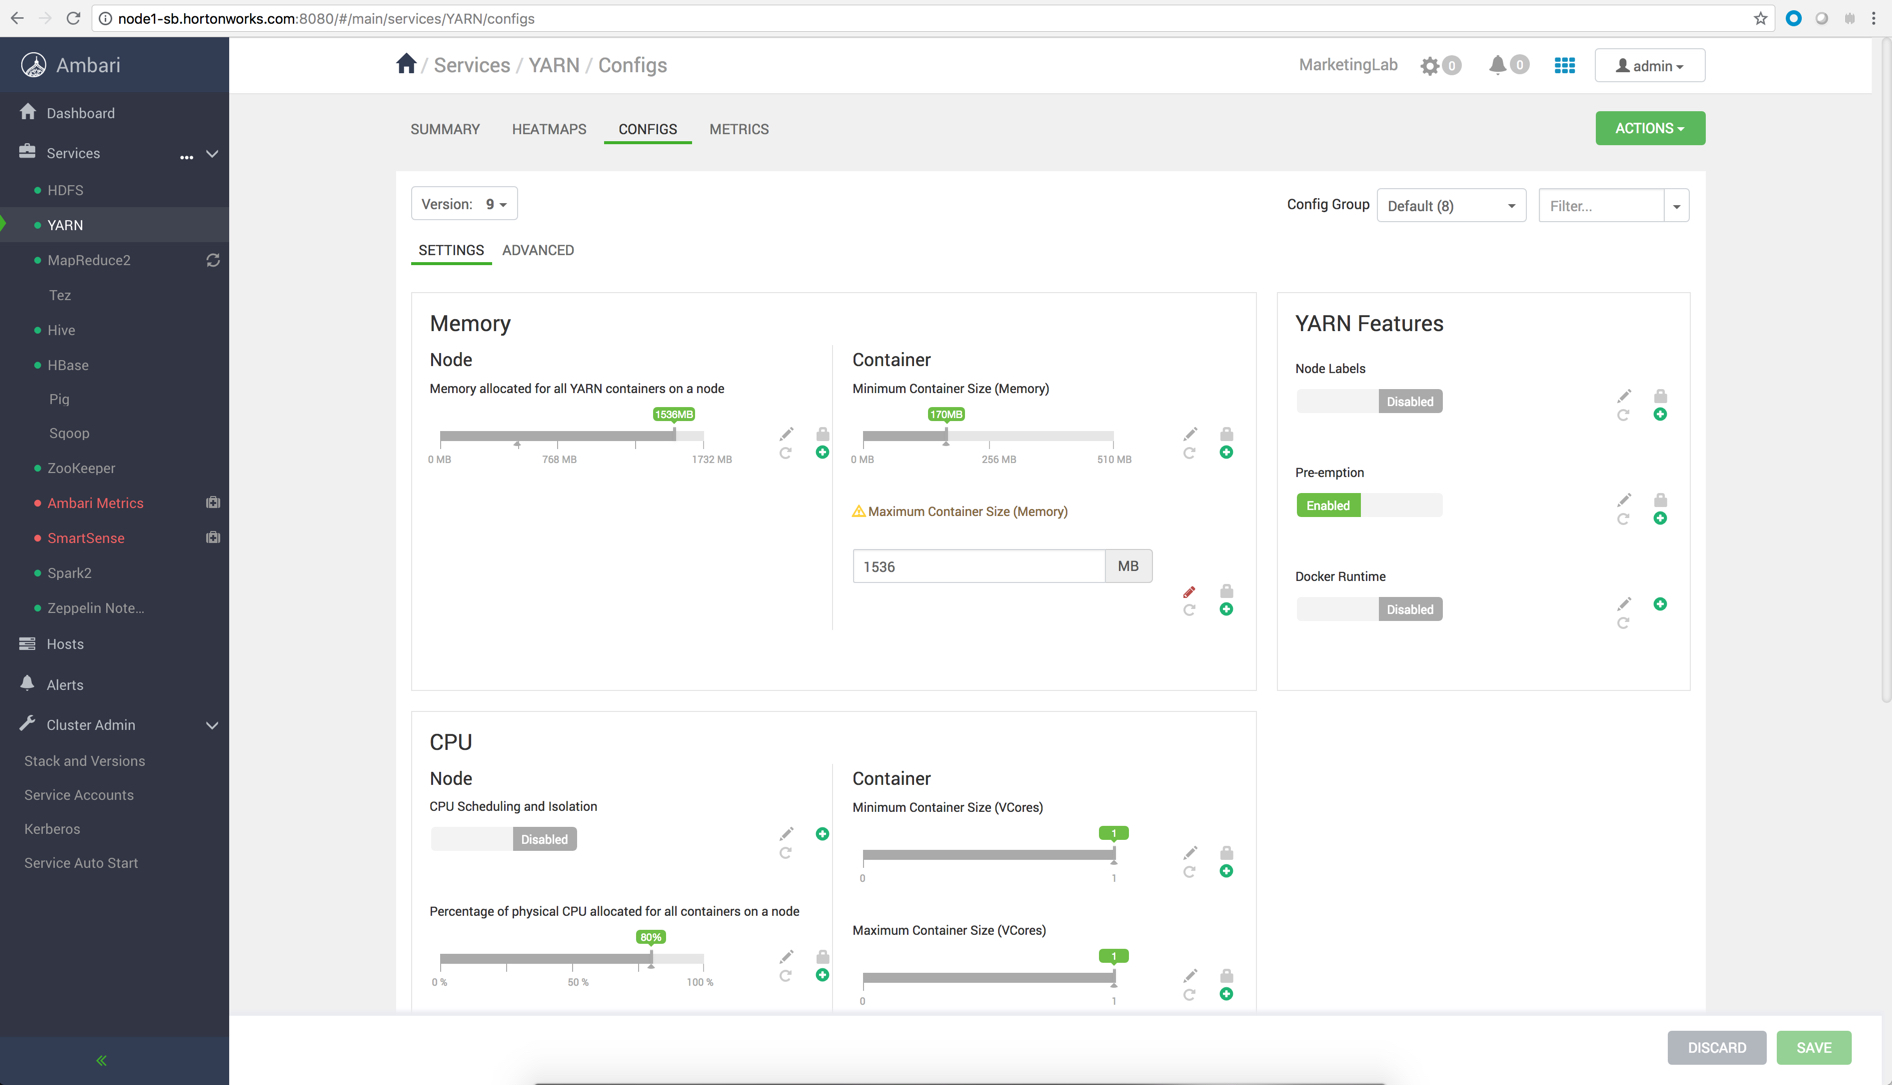 node1-sb.hortonworks.com:8080/#/main/services/YARN/configs
Ambari
/ Services / YARN / Configs
MarketingLab
0
0
admin
Dashboard
Services
...
HDFS
YARN
MapReduce2
Tez
Hive
HBase
Pig
Sqoop
ZooKeeper
Ambari Metrics
SmartSense
Spark2
Zeppelin Note...
Hosts
Alerts
Cluster Admin
Stack and Versions
Service Accounts
Kerberos
Service Auto Start
SUMMARY
HEATMAPS
CONFIGS
METRICS
ACTIONS
Version: 9
Config Group
Default (8)
Filter...
SETTINGS
ADVANCED
Memory
Node
Memory allocated for all YARN containers on a node
1536MB
0 MB
768 MB
1732 MB
Container
Minimum Container Size (Memory)
170MB
0 MB
256 MB
510 MB
Maximum Container Size (Memory)
1536
MB
YARN Features
Node Labels
Disabled
Pre-emption
Enabled
Docker Runtime
Disabled
CPU
Node
CPU Scheduling and Isolation
Disabled
Percentage of physical CPU allocated for all containers on a node
80%
0 %
50 %
100 %
Container
Minimum Container Size (VCores)
1
0
1
Maximum Container Size (VCores)
1
0
1
DISCARD
SAVE